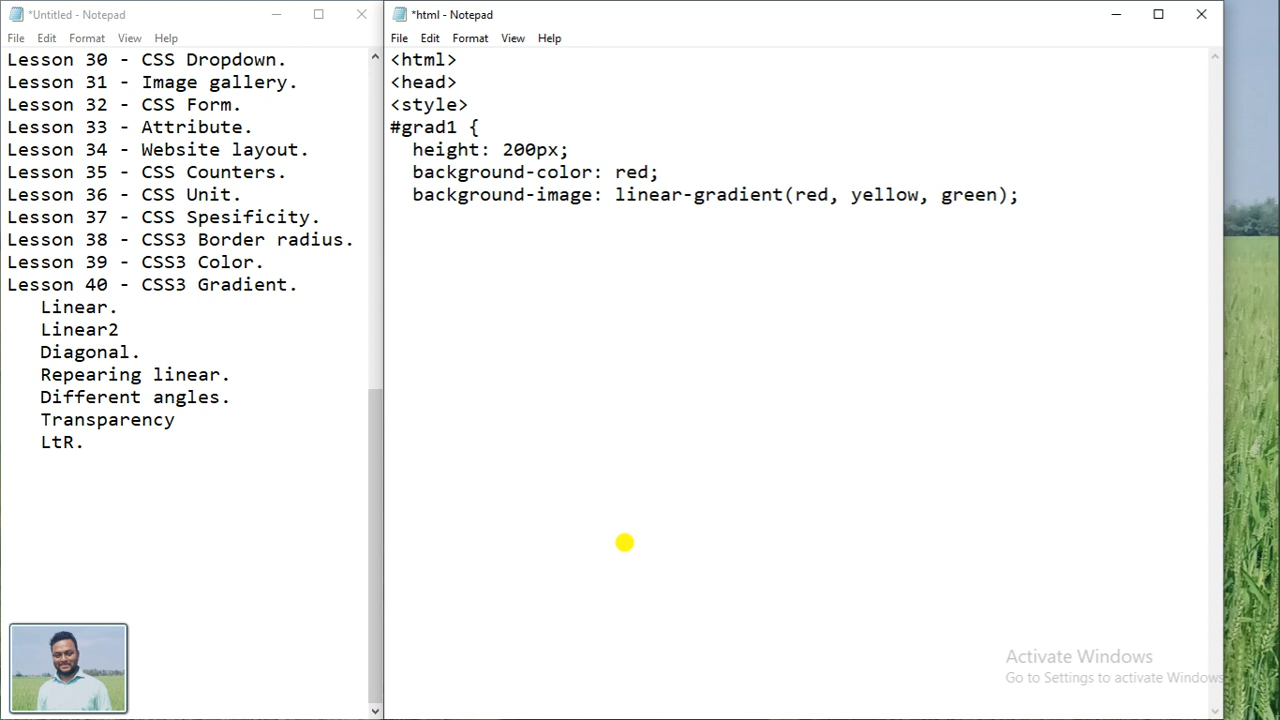 *Untitled - Notepad
File Edit Format View Help
Lesson 30 - CSS Dropdown.
Lesson 31 - Image gallery.
Lesson 32 - CSS Form.
Lesson 33 - Attribute.
Lesson 34 - Website layout.
Lesson 35 - CSS Counters.
Lesson 36 - CSS Unit.
Lesson 37 - CSS Spesificity.
Lesson 38 - CSS3 Border radius.
Lesson 39 - CSS3 Color.
Lesson 40 - CSS3 Gradient.
Linear.
Linear2
Diagonal.
Repearing linear.
Different angles.
Transparency
LtR.
*html - Notepad
File Edit Format View Help
<html>
<head>
<style>
#grad1 {
height: 200px;
background-color: red;
background-image: linear-gradient(red, yellow, green);
Activate Windows
Go to Settings to activate Windows